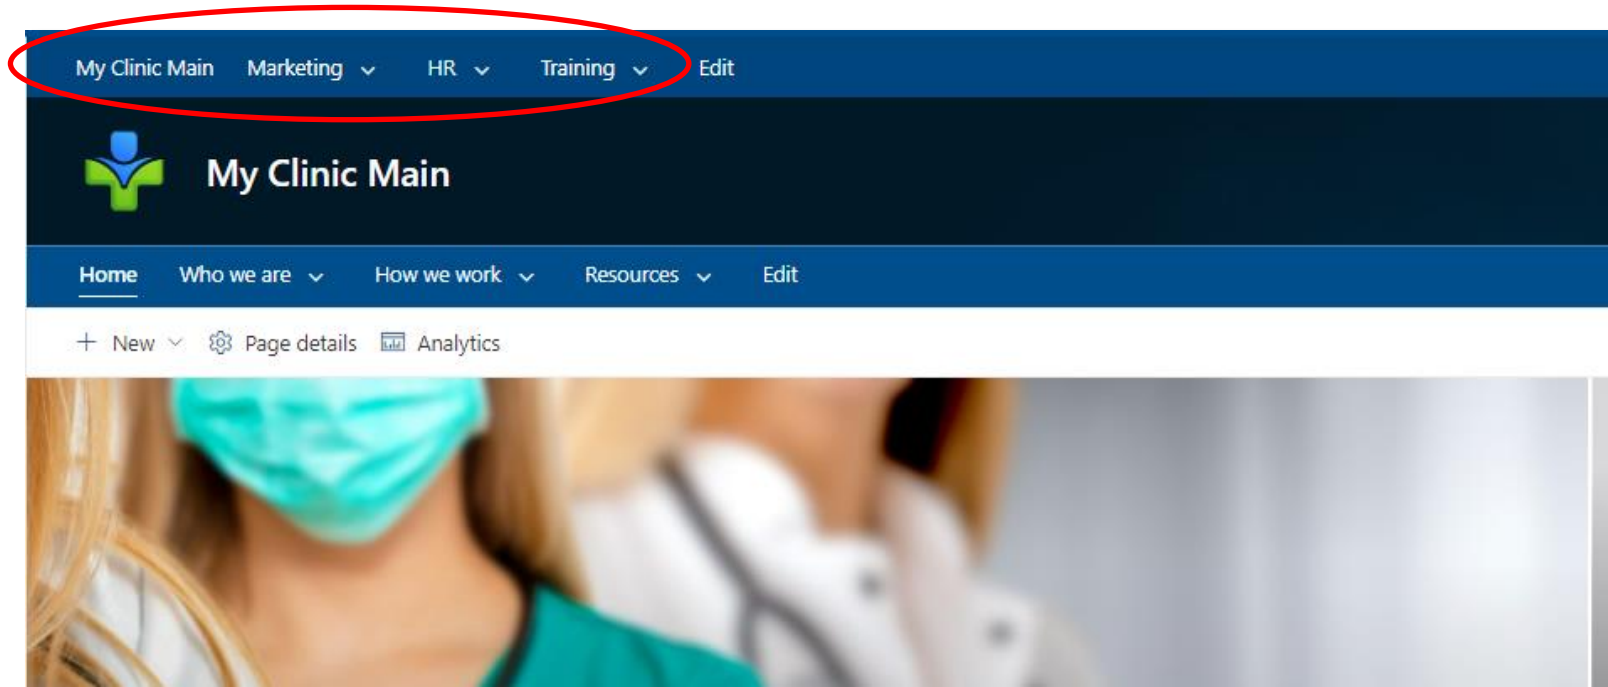 My Clinic Main Marketing HR Training Edit
My Clinic Main
Home Who we are How we work Resources Edit
+ New Page details Analytics